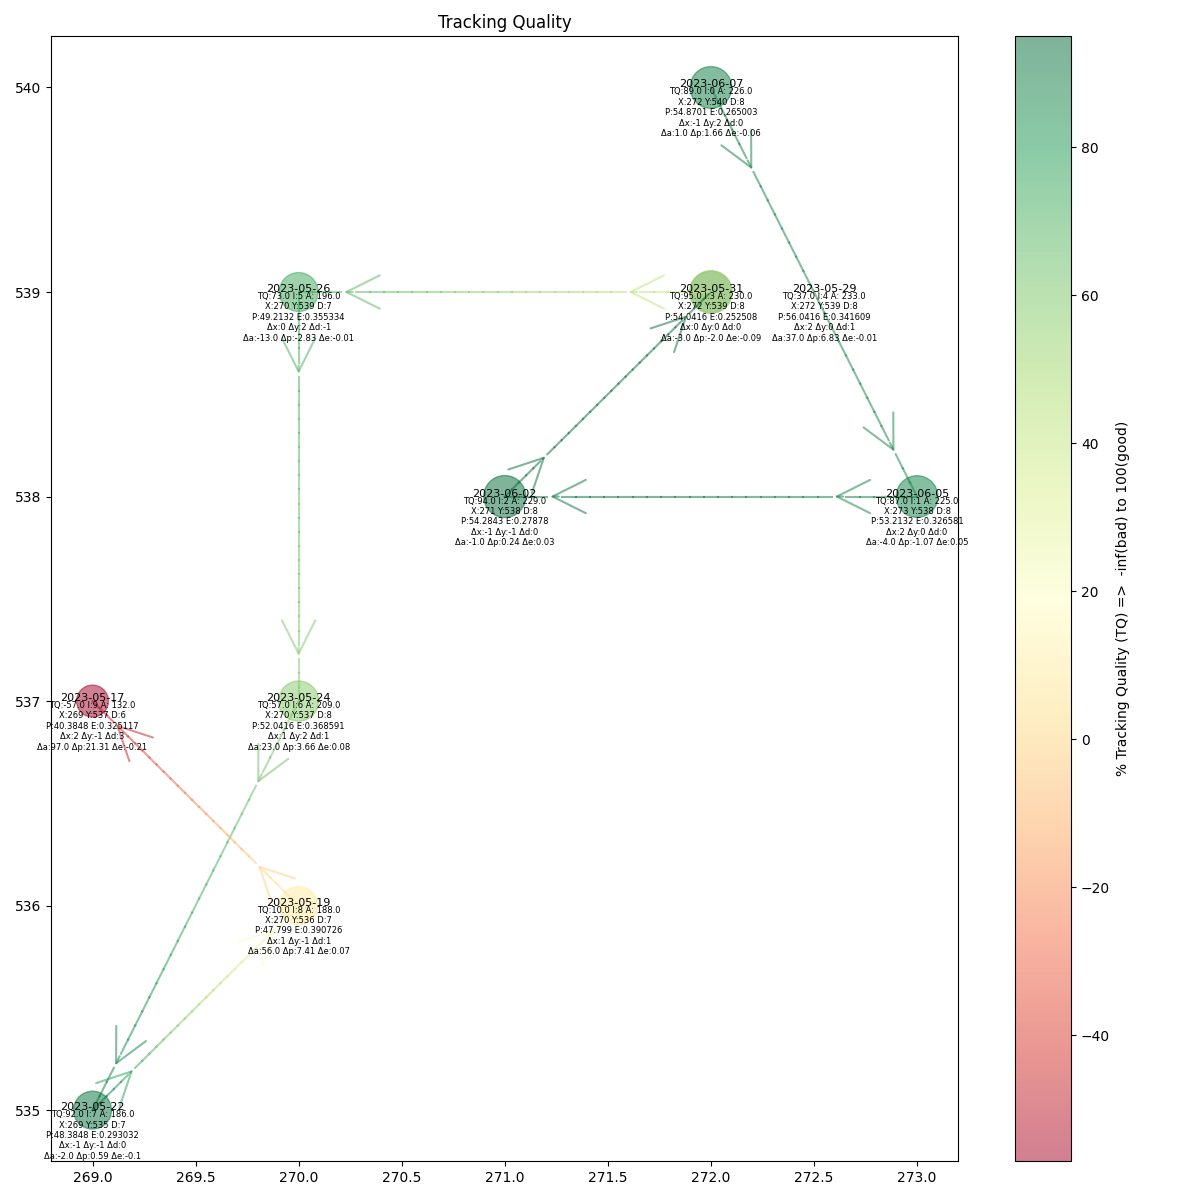 Tracking Quality
540
539
538
537
536
535
2023-06-07
TQ:89.0 I:0 A: 226.0
X:272 Y:540 D:8
P:54.8701 E:0.265003
Δx:-1 Δy:2 Δd:0
Δa:1.0 Δp:1.66 Δe:-0.06
2023-05-26
TQ:73.0 I:5 A: 196.0
X:270 Y:539 D:7
P:49.2132 E:0.355334
Δx:0 Δy:2 Δd:-1
Δa:-13.0 Δp:-2.83 Δe:-0.01
2023-05-31
TQ:95.0 I:3 A: 230.0
X:272 Y:539 D:8
P:54.0416 E:0.252508
Δx:0 Δy:0 Δd:0
Δa:-3.0 Δp:-2.0 Δe:-0.09
2023-05-29
TQ:37.0 I:4 A: 233.0
X:272 Y:539 D:8
P:56.0416 E:0.341609
Δx:2 Δy:0 Δd:1
Δa:37.0 Δp:6.83 Δe:-0.01
2023-06-02
TQ:94.0 I:2 A: 229.0
X:271 Y:538 D:8
P:54.2843 E:0.27878
Δx:-1 Δy:-1 Δd:0
Δa:-1.0 Δp:0.24 Δe:0.03
2023-06-05
TQ:87.0 I:1 A: 225.0
X:273 Y:538 D:8
P:53.2132 E:0.326581
Δx:2 Δy:0 Δd:0
Δa:-4.0 Δp:-1.07 Δe:0.05
2023-05-17
TQ:-57.0 I:9 A: 132.0
X:269 Y:537 D:6
P:40.3848 E:0.325117
Δx:2 Δy:-1 Δd:3
Δa:97.0 Δp:21.31 Δe:-0.21
2023-05-24
TQ:57.0 I:6 A: 209.0
X:270 Y:537 D:8
P:52.0416 E:0.368591
Δx:1 Δy:2 Δd:1
Δa:23.0 Δp:3.66 Δe:0.08
2023-05-19
TQ:10.0 I:8 A: 188.0
X:270 Y:536 D:7
P:47.799 E:0.390726
Δx:1 Δy:-1 Δd:1
Δa:56.0 Δp:7.41 Δe:0.07
2023-05-22
TQ:92.0 I:7 A: 186.0
X:269 Y:535 D:7
P:48.3848 E:0.293032
Δx:-1 Δy:-1 Δd:0
Δa:-2.0 Δp:0.59 Δe:-0.1
269.0 269.5 270.0 270.5 271.0 271.5 272.0 272.5 273.0
80
60
40
20
0
−20
−40
% Tracking Quality (TQ) => -inf(bad) to 100(good)